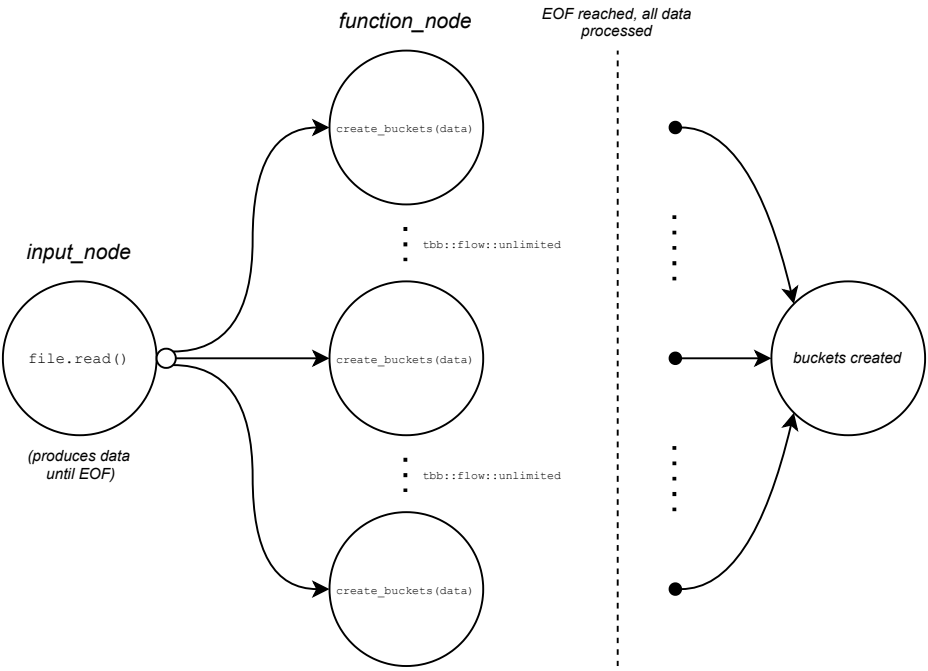 function_node
EOF reached, all data
processed
create_buckets(data)
tbb::flow::unlimited
input_node
file.read()
create_buckets(data)
buckets created
(produces data
until EOF)
tbb::flow::unlimited
create_buckets(data)